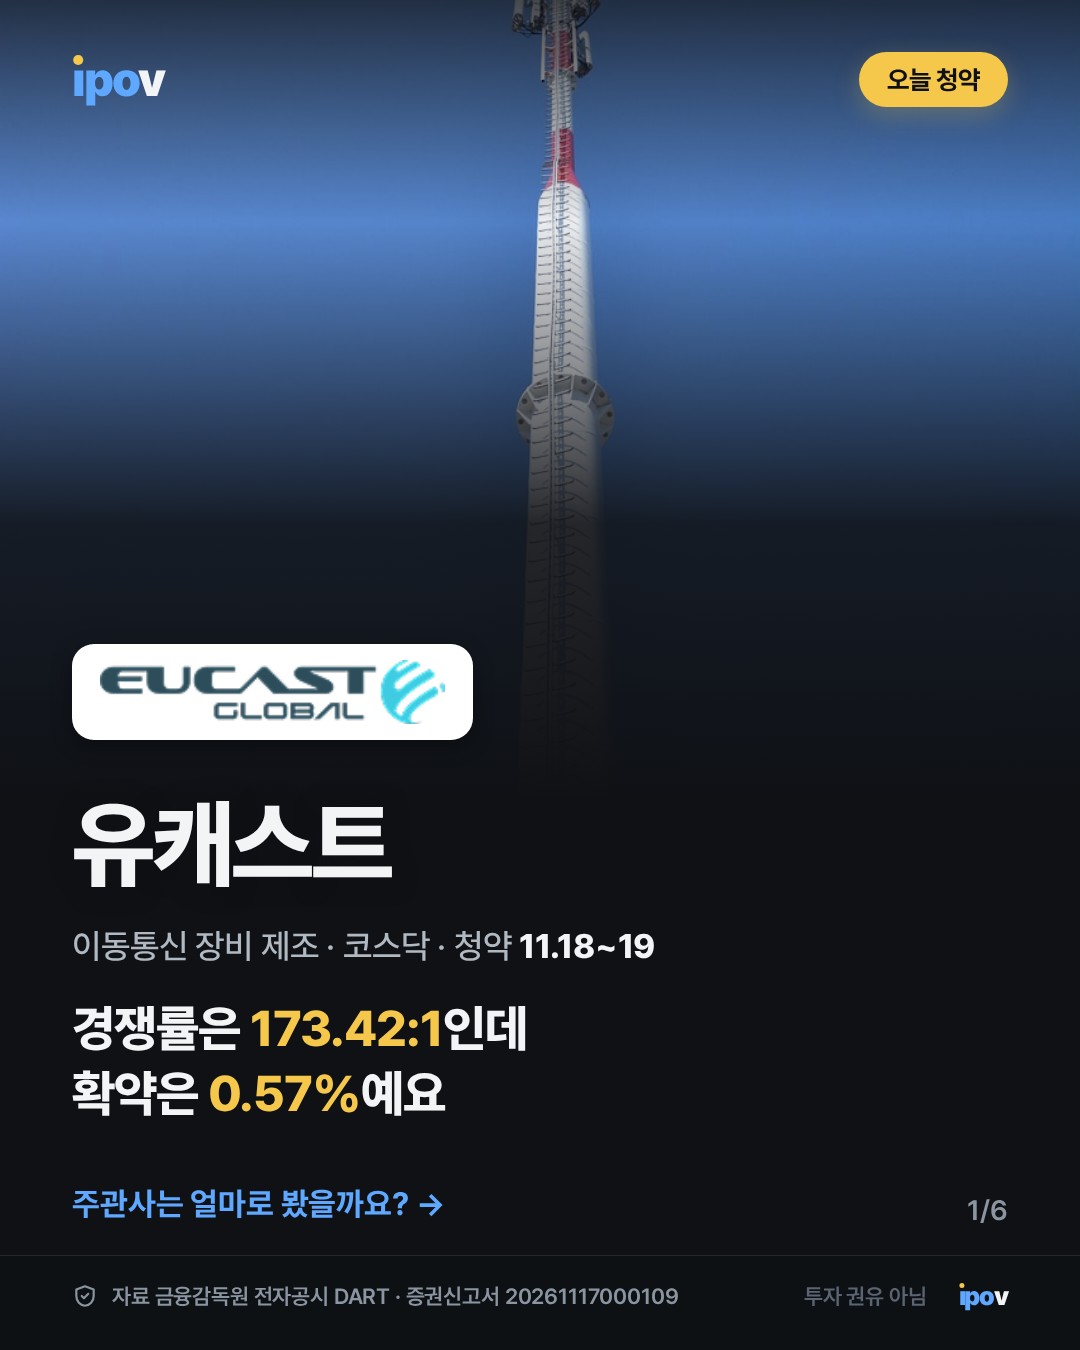 ipov
오늘 청약
EUCAST
GLOBAL
유캐스트
이동통신 장비 제조 · 코스닥 · 청약 11.18~19
경쟁률은 173.42:1인데
확약은 0.57%예요
주관사는 얼마로 봤을까요? →
1/6
자료 금융감독원 전자공시 DART · 증권신고서 20261117000109
투자 권유 아님
ipov